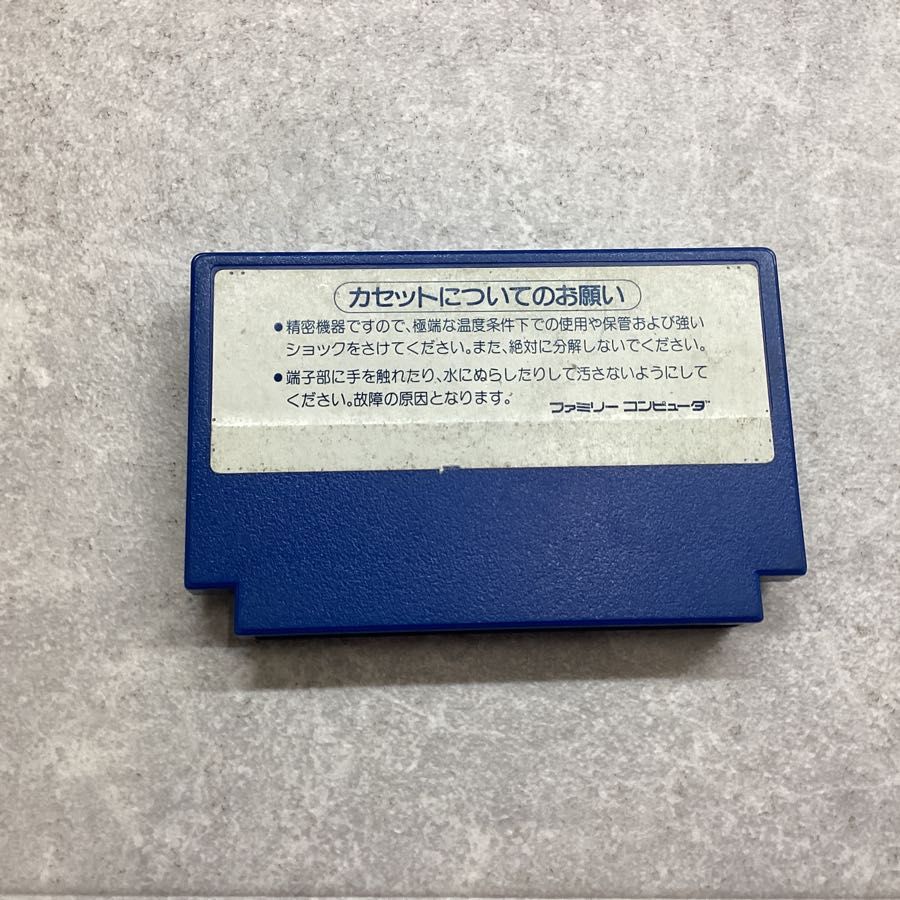 カセットについてのお願い
●精密機器ですので、極端な温度条件下での使用や保管および強い
ショックをさけてください。また、絶対に分解しないでください。
●端子部に手を触れたり、水にぬらしたりして汚さないようにして
ください。故障の原因となります。
ファミリー コンピュータ